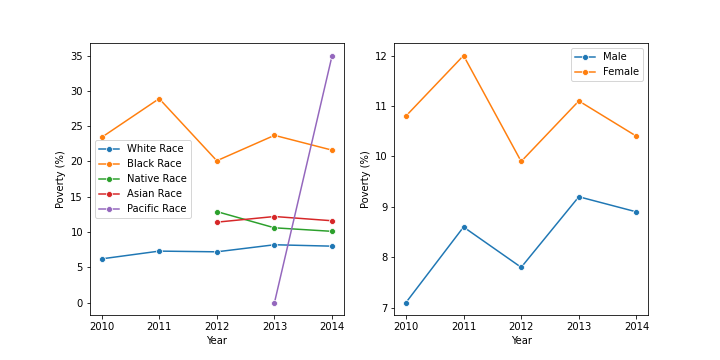 35
30
25
20
15
10
5
0
Poverty (%)
White Race
Black Race
Native Race
Asian Race
Pacific Race
2010 2011 2012 2013 2014
Year
12
11
10
9
8
7
Poverty (%)
Male
Female
2010 2011 2012 2013 2014
Year